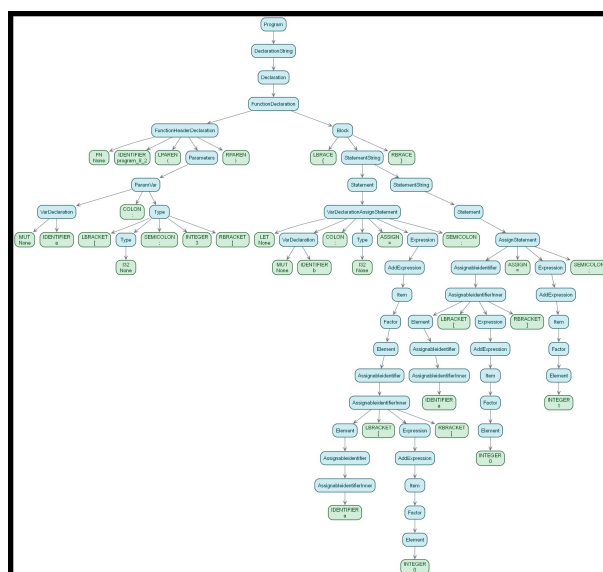 Program
DeclarationString
Declaration
FunctionDeclaration
FunctionHeaderDeclaration Block
FN IDENTIFIER LPAREN Parameters RPAREN LBRACE StatementString RBRACE
None program_8_2 ( ) { }
ParamVar Statement StatementString
VarDeclaration COLON Type VarDeclarationAssignStatement Statement
:
MUT IDENTIFIER LBRACKET Type SEMICOLON INTEGER RBRACKET LET VarDeclaration COLON Type ASSIGN Expression SEMICOLON AssignStatement
None a [ ; 3 ] None : = ;
I32 MUT IDENTIFIER I32 AddExpression Assignableidentifier ASSIGN Expression SEMICOLON
None None b None = ;
Item AssignableidentifierInner AddExpression
Factor Element LBRACKET Expression RBRACKET Item
[ ]
Element Assignableidentifier AddExpression Factor
Assignableidentifier AssignableidentifierInner Item Element
AssignableidentifierInner IDENTIFIER Factor INTEGER
a 1
Element LBRACKET Expression RBRACKET Element
[ ]
Assignableidentifier AddExpression INTEGER
0
AssignableidentifierInner Item
IDENTIFIER Factor
a
Element
INTEGER
0